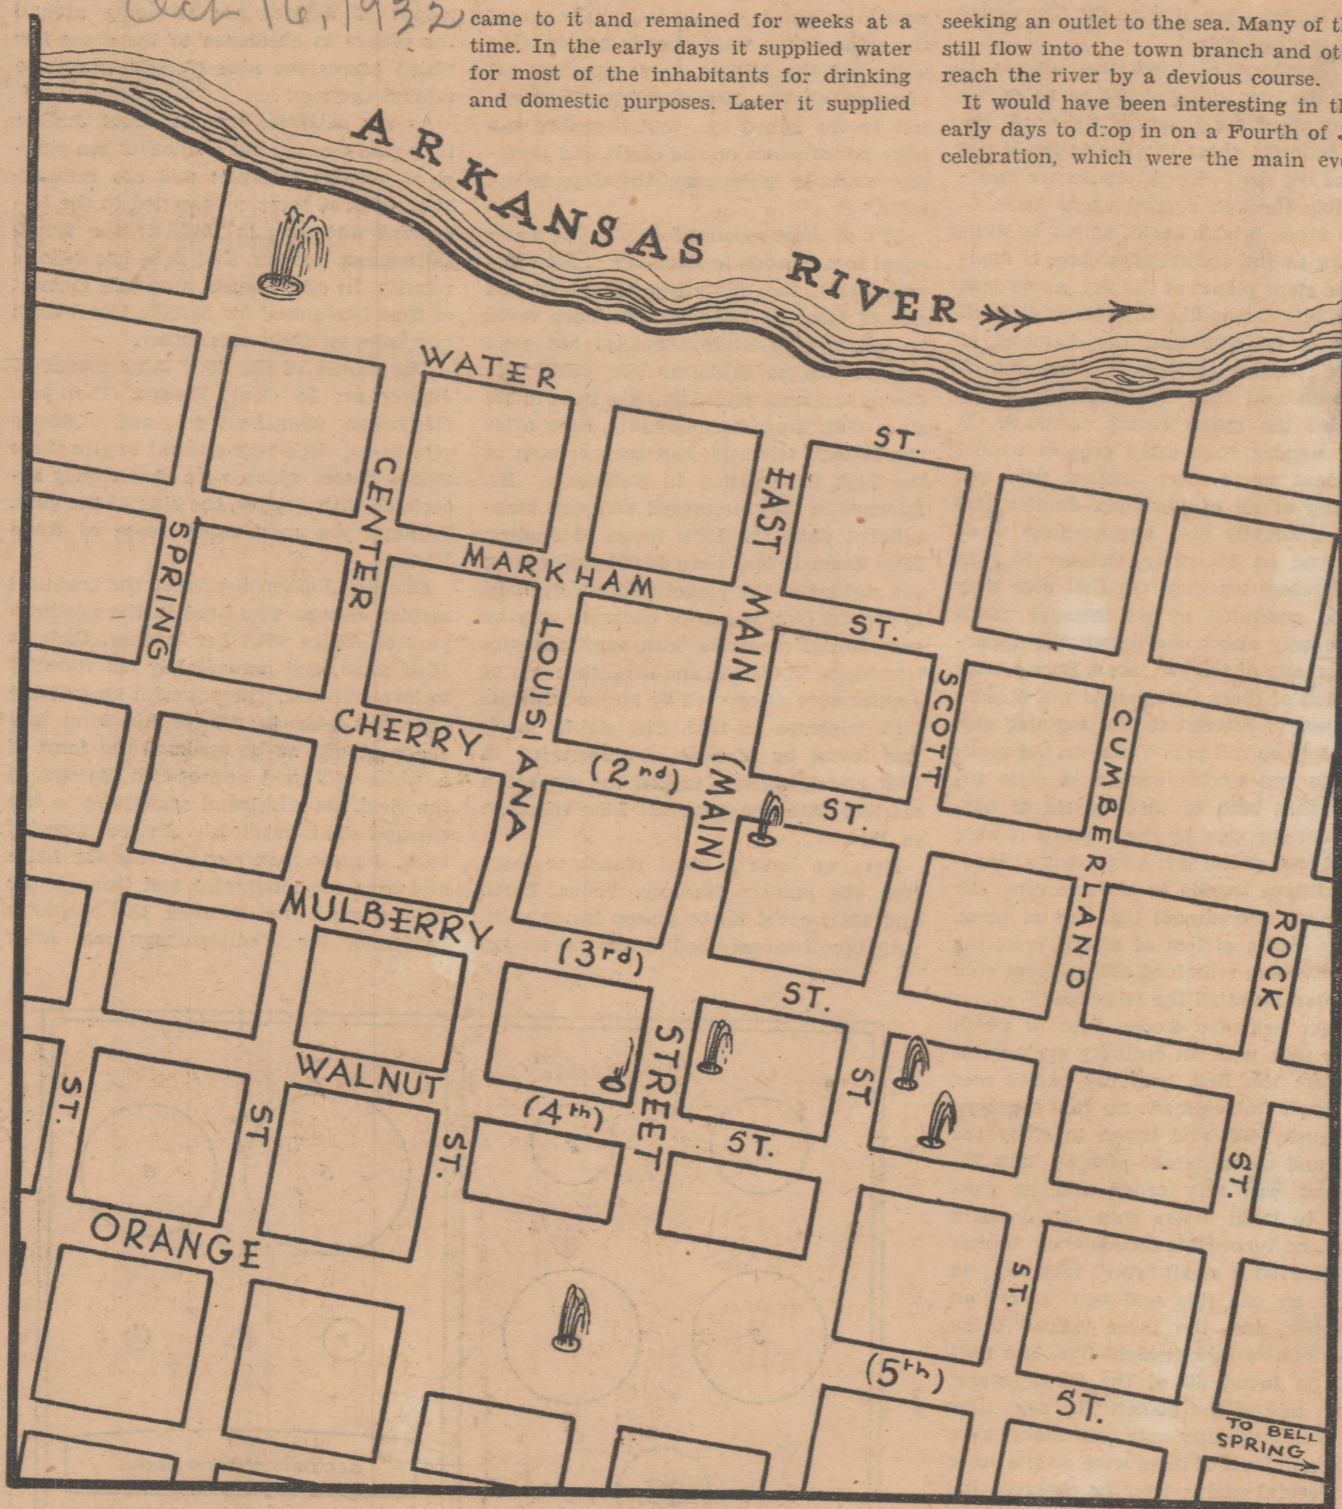 Oct 16, 1932
came to it and remained for weeks at a
time. In the early days it supplied water
for most of the inhabitants for drinking
and domestic purposes. Later it supplied
seeking an outlet to the sea. Many of th
still flow into the town branch and oth
reach the river by a devious course.
It would have been interesting in th
early days to drop in on a Fourth of J
celebration, which were the main eve
ARKANSAS RIVER
WATER ST.
MARKHAM ST.
CHERRY (2nd) ST.
MULBERRY (3rd) ST.
WALNUT (4th) ST.
ORANGE (5th) ST.
SPRING ST.
CENTER ST
LOUISIANA ST.
EAST MAIN (MAIN) STREET
SCOTT ST
CUMBERLAND ST.
ROCK ST.
TO BELL
SPRING